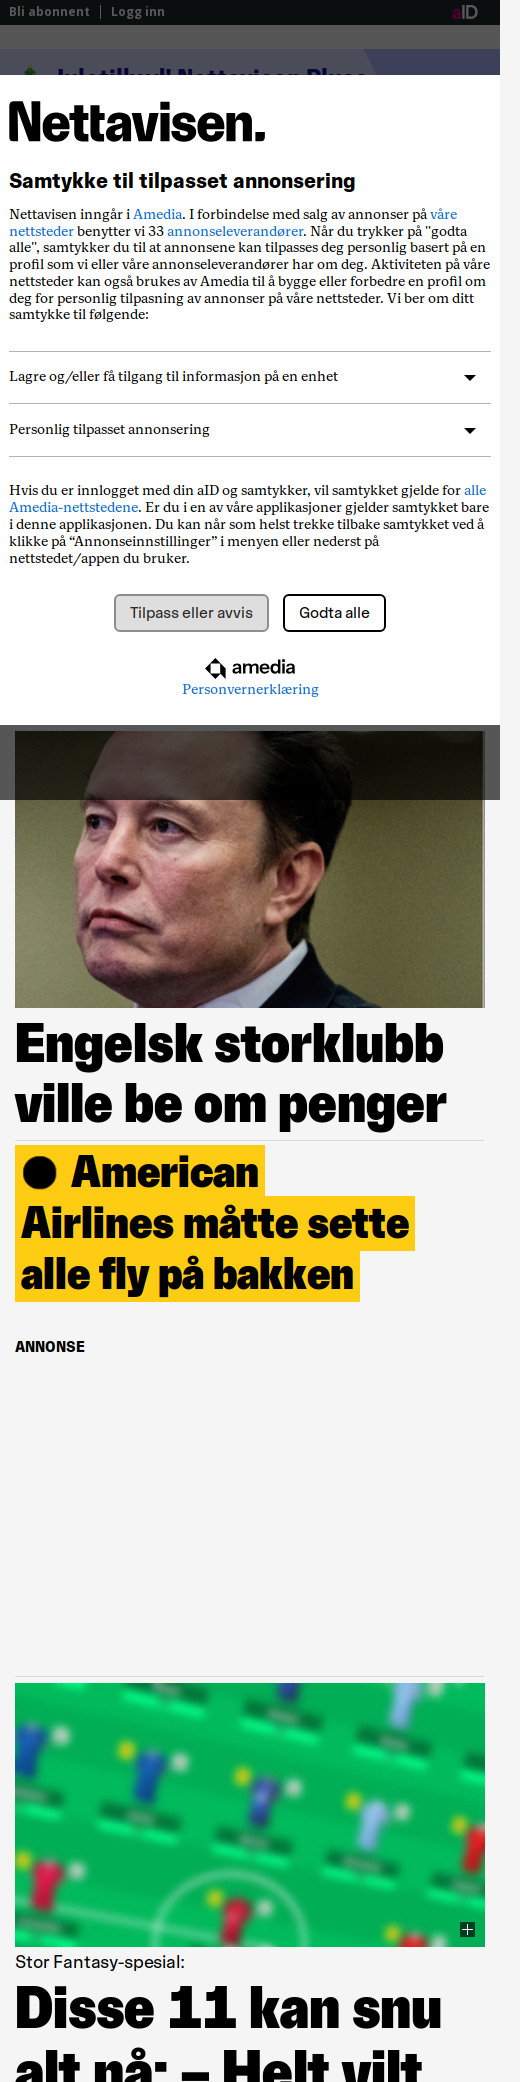 Bli abonnent
Logg inn
aID
Juletilbud! Nettavisen Pluss
Nettavisen.
Samtykke til tilpasset annonsering
Nettavisen inngår i Amedia. I forbindelse med salg av annonser på våre
nettsteder benytter vi 33 annonseleverandører. Når du trykker på "godta
alle", samtykker du til at annonsene kan tilpasses deg personlig basert på en
profil som vi eller våre annonseleverandører har om deg. Aktiviteten på våre
nettsteder kan også brukes av Amedia til å bygge eller forbedre en profil om
deg for personlig tilpasning av annonser på våre nettsteder. Vi ber om ditt
samtykke til følgende:
Lagre og/eller få tilgang til informasjon på en enhet
Personlig tilpasset annonsering
Hvis du er innlogget med din aID og samtykker, vil samtykket gjelde for alle
Amedia-nettstedene. Er du i en av våre applikasjoner gjelder samtykket bare
i denne applikasjonen. Du kan når som helst trekke tilbake samtykket ved å
klikke på “Annonseinnstillinger” i menyen eller nederst på
nettstedet/appen du bruker.
Tilpass eller avvis
Godta alle
amedia
Personvernerklæring
Engelsk storklubb
ville be om penger
American
Airlines måtte sette
alle fly på bakken
ANNONSE
Stor Fantasy-spesial:
Disse 11 kan snu
alt nå: – Helt vilt